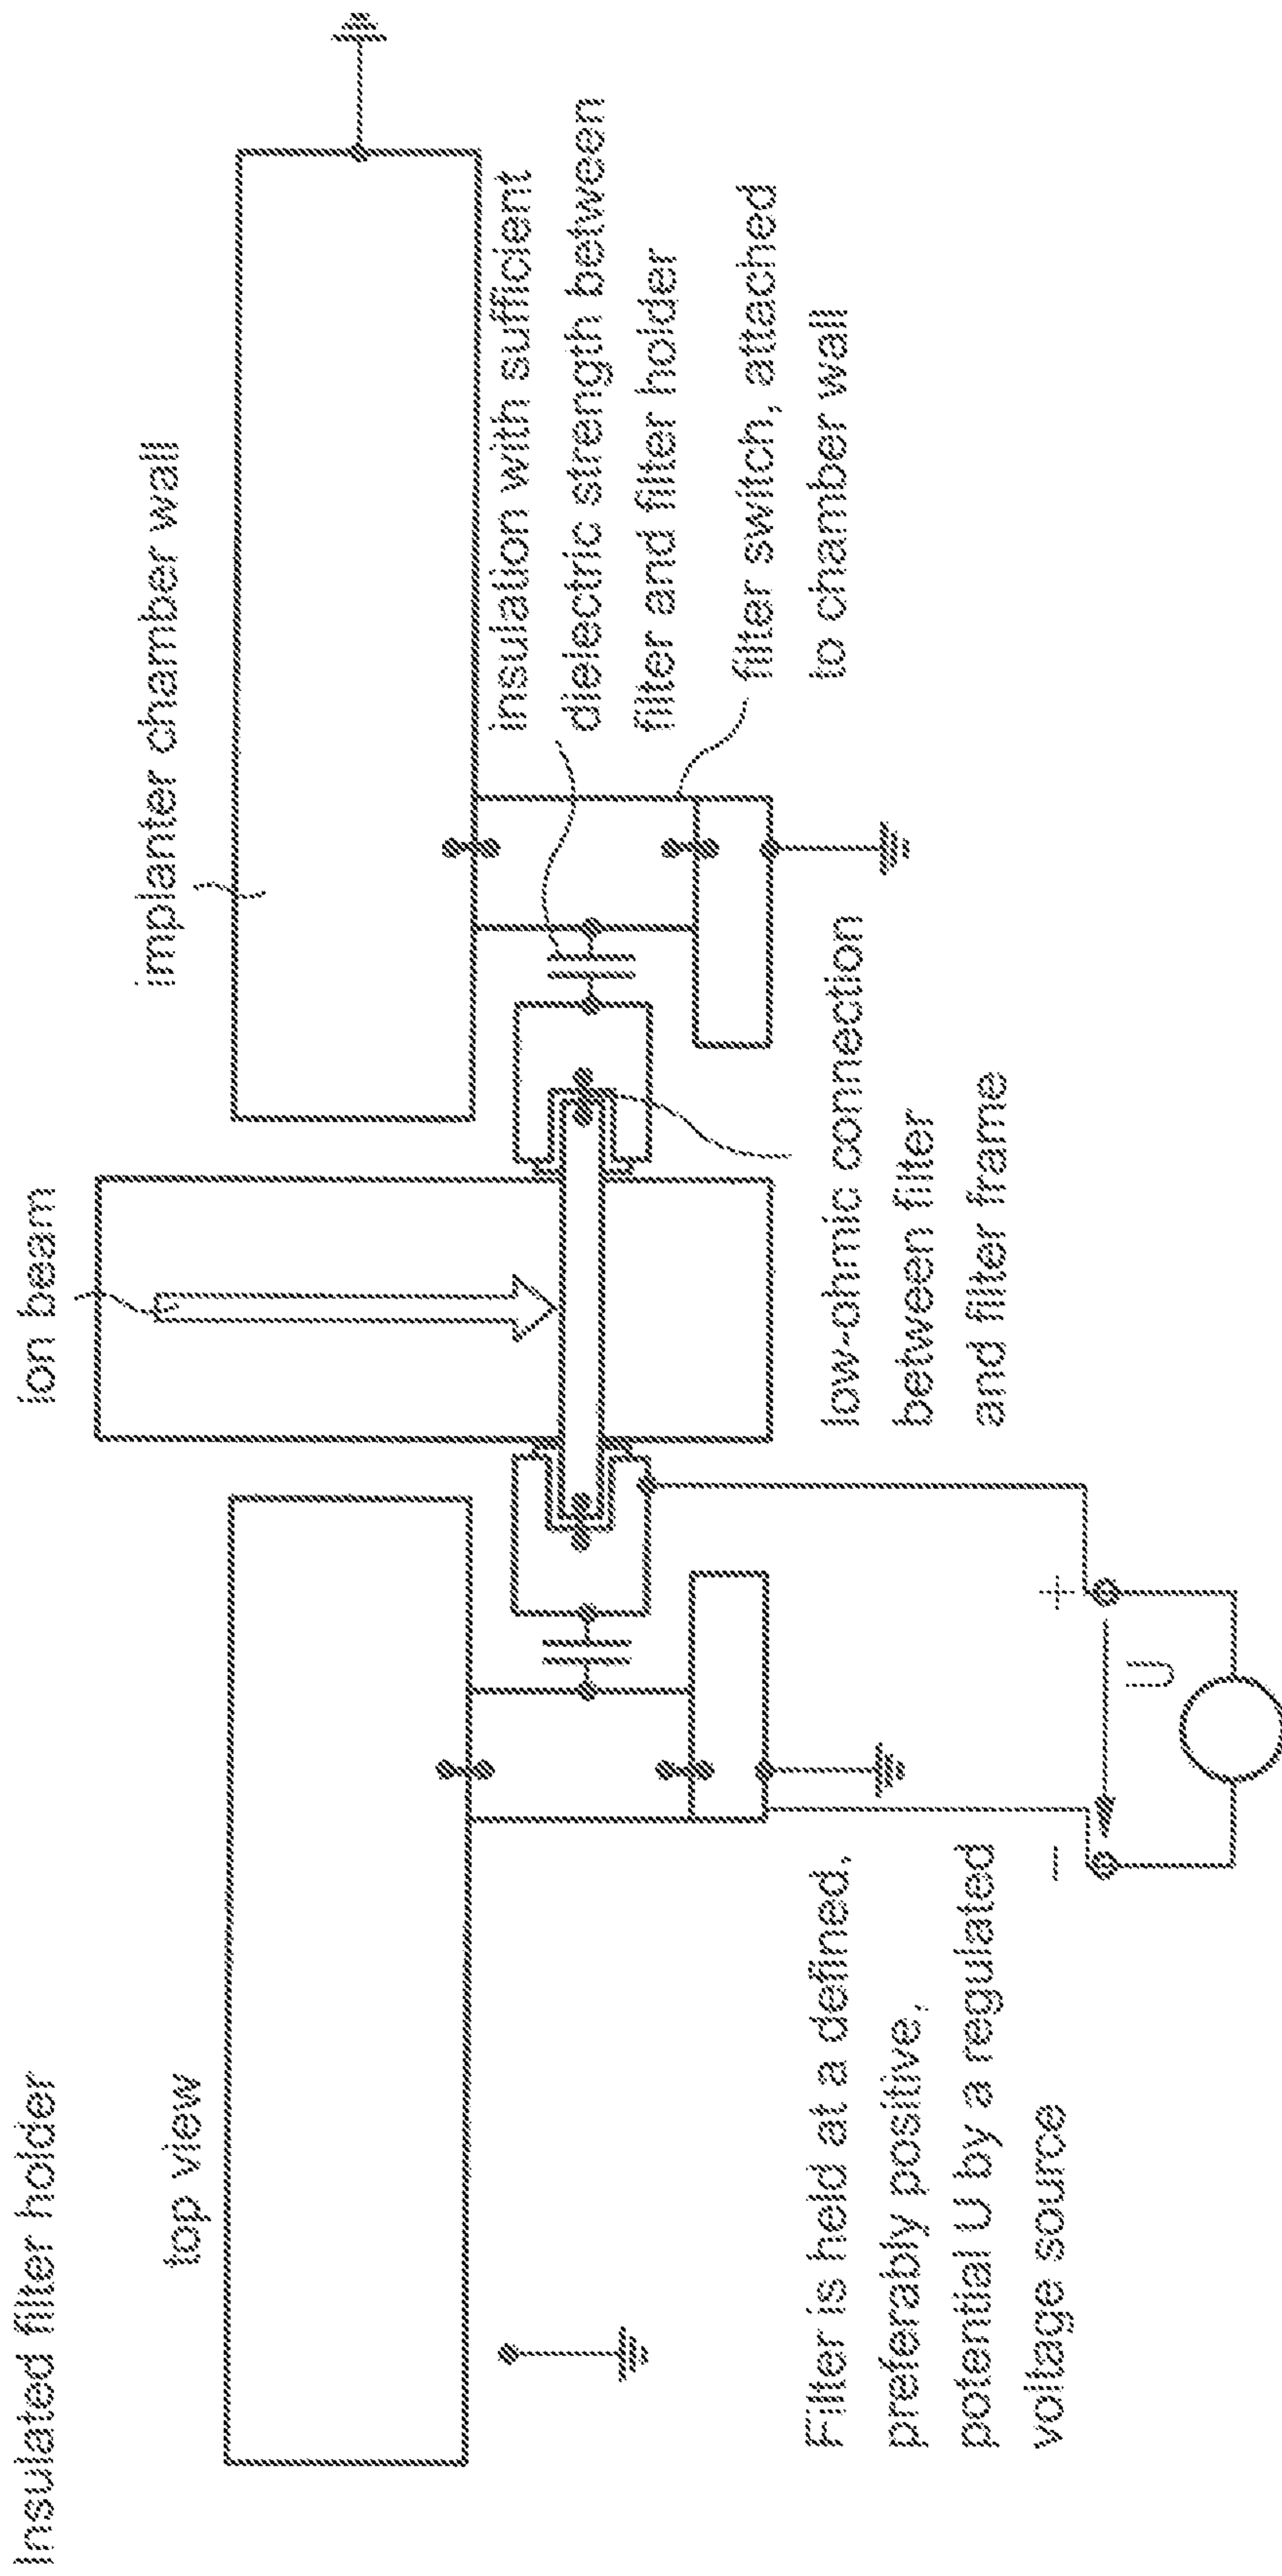 Insulated filter holder
top view
ion beam
implanter chamber wall
insulation with sufficient
dielectric strength between
filter and filter holder
filter switch, attached
to chamber wall
low-ohmic connection
between filter
and filter frame
Filter is held at a defined,
preferably positive,
potential U by a regulated
voltage source
− +
U